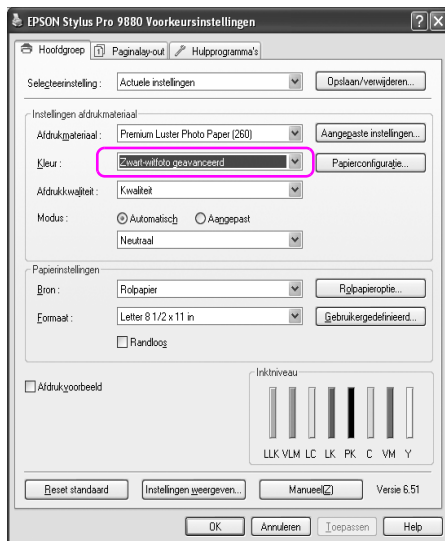 EPSON Stylus Pro 9880 Voorkeursinstellingen
Hoofdgroep Paginalay-out Hulpprogramma's
Selecteerinstelling : Actuele instellingen Opslaan/verwijderen...
Instellingen afdrukmateriaal
Afdrukmateriaal : Premium Luster Photo Paper (260) Aangepaste instellingen...
Kleur : Zwart-witfoto geavanceerd Papierconfiguratie...
Afdrukkwaliteit : Kwaliteit
Modus : Automatisch Aangepast
Neutraal
Papierinstellingen
Bron : Rolpapier Rolpapieroptie...
Formaat : Letter 8 1/2 x 11 in Gebruikergedefinieerd...
Randloos
Afdrukvoorbeeld
Inktniveau
LLK VLM LC LK PK C VM Y
Reset standaard Instellingen weergeven... Manueel(Z) Versie 6.51
OK Annuleren Toepassen Help